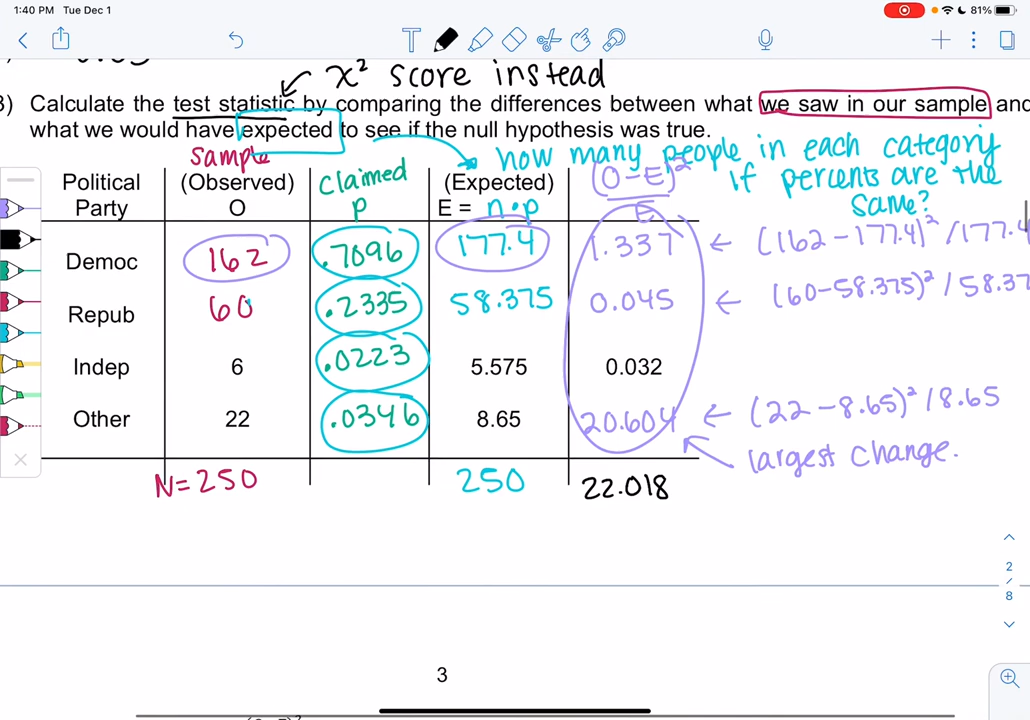 1:40 PM Tue Dec 1
81%
T
χ² score instead
3) Calculate the test statistic by comparing the differences between what we saw in our sample and
what we would have expected to see if the null hypothesis was true.
sample how many people in each category
Political (Observed) claimed (Expected) (O-E)² if percents are the
Party O p E = n•p E same?
Democ 162 .7096 177.4 1.337 ← (162-177.4)²/177.4
Repub 60 .2335 58.375 0.045 ← (60-58.375)²/58.37
Indep 6 .0223 5.575 0.032
Other 22 .0346 8.65 20.604 ← (22-8.65)²/8.65
largest change.
N=250 250 22.018
2
/
8
3